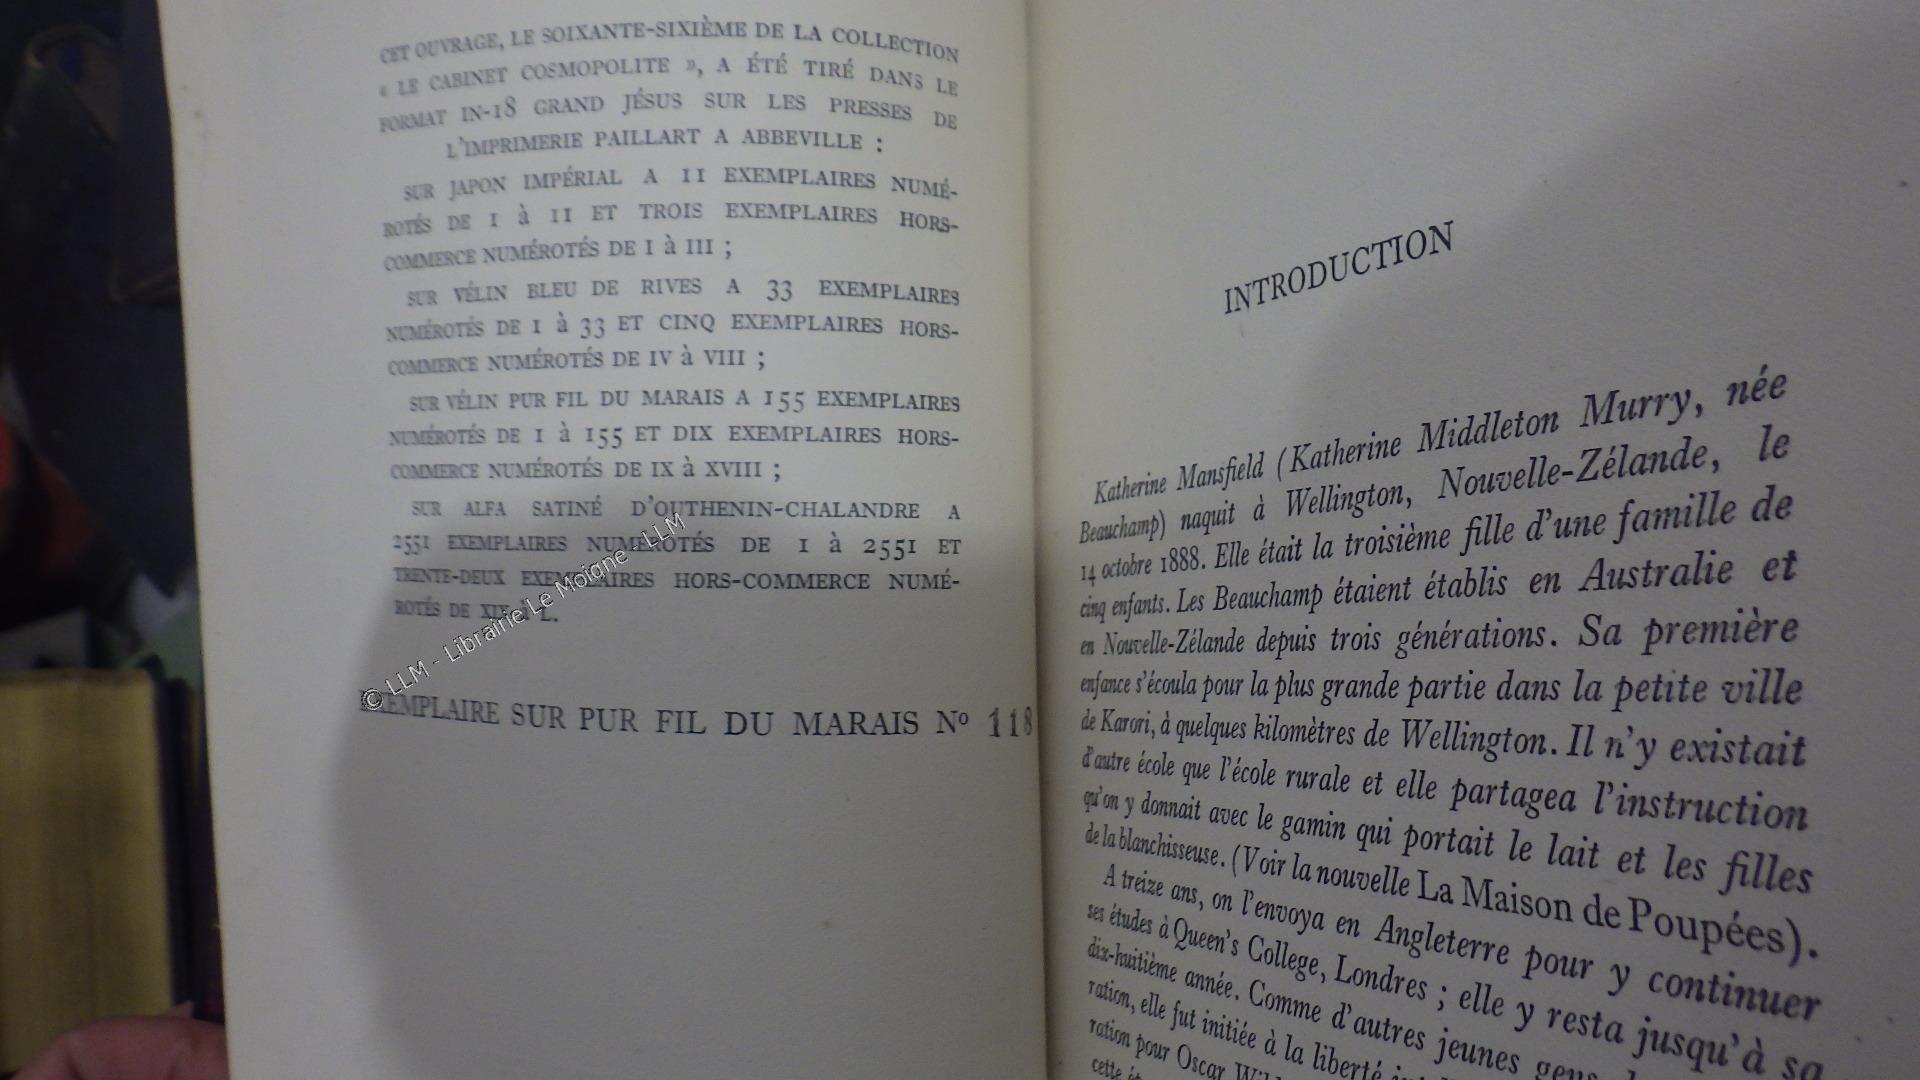 CET OUVRAGE, LE SOIXANTE-SIXIÈME DE LA COLLECTION
« LE CABINET COSMOPOLITE », A ÉTÉ TIRÉ DANS LE
FORMAT IN-18 GRAND JÉSUS SUR LES PRESSES DE
L'IMPRIMERIE PAILLART A ABBEVILLE :
SUR JAPON IMPÉRIAL A 11 EXEMPLAIRES NUMÉ-
ROTÉS DE 1 à 11 ET TROIS EXEMPLAIRES HORS-
COMMERCE NUMÉROTÉS DE I à III ;
SUR VÉLIN BLEU DE RIVES A 33 EXEMPLAIRES
NUMÉROTÉS DE 1 à 33 ET CINQ EXEMPLAIRES HORS-
COMMERCE NUMÉROTÉS DE IV à VIII ;
SUR VÉLIN PUR FIL DU MARAIS A 155 EXEMPLAIRES
NUMÉROTÉS DE 1 à 155 ET DIX EXEMPLAIRES HORS-
COMMERCE NUMÉROTÉS DE IX à XVIII ;
SUR ALFA SATINÉ D'OUTHENIN-CHALANDRE A
2551 EXEMPLAIRES NUMÉROTÉS DE 1 à 2551 ET
TRENTE-DEUX EXEMPLAIRES HORS-COMMERCE NUMÉ-
ROTÉS DE XIX à L.
EXEMPLAIRE SUR PUR FIL DU MARAIS Nº 118
© LLM - Librairie Le Moigne - LLM
INTRODUCTION
Katherine Mansfield (Katherine Middleton Murry, née
Beauchamp) naquit à Wellington, Nouvelle-Zélande, le
14 octobre 1888. Elle était la troisième fille d'une famille de
cinq enfants. Les Beauchamp étaient établis en Australie et
en Nouvelle-Zélande depuis trois générations. Sa première
enfance s'écoula pour la plus grande partie dans la petite ville
de Karori, à quelques kilomètres de Wellington. Il n'y existait
d'autre école que l'école rurale et elle partagea l'instruction
qu'on y donnait avec le gamin qui portait le lait et les filles
de la blanchisseuse. (Voir la nouvelle La Maison de Poupées).
A treize ans, on l'envoya en Angleterre pour y continuer
ses études à Queen's College, Londres ; elle y resta jusqu'à sa
dix-huitième année. Comme d'autres jeunes gens
ration, elle fut initiée à la liberté
ration pour Oscar
cette